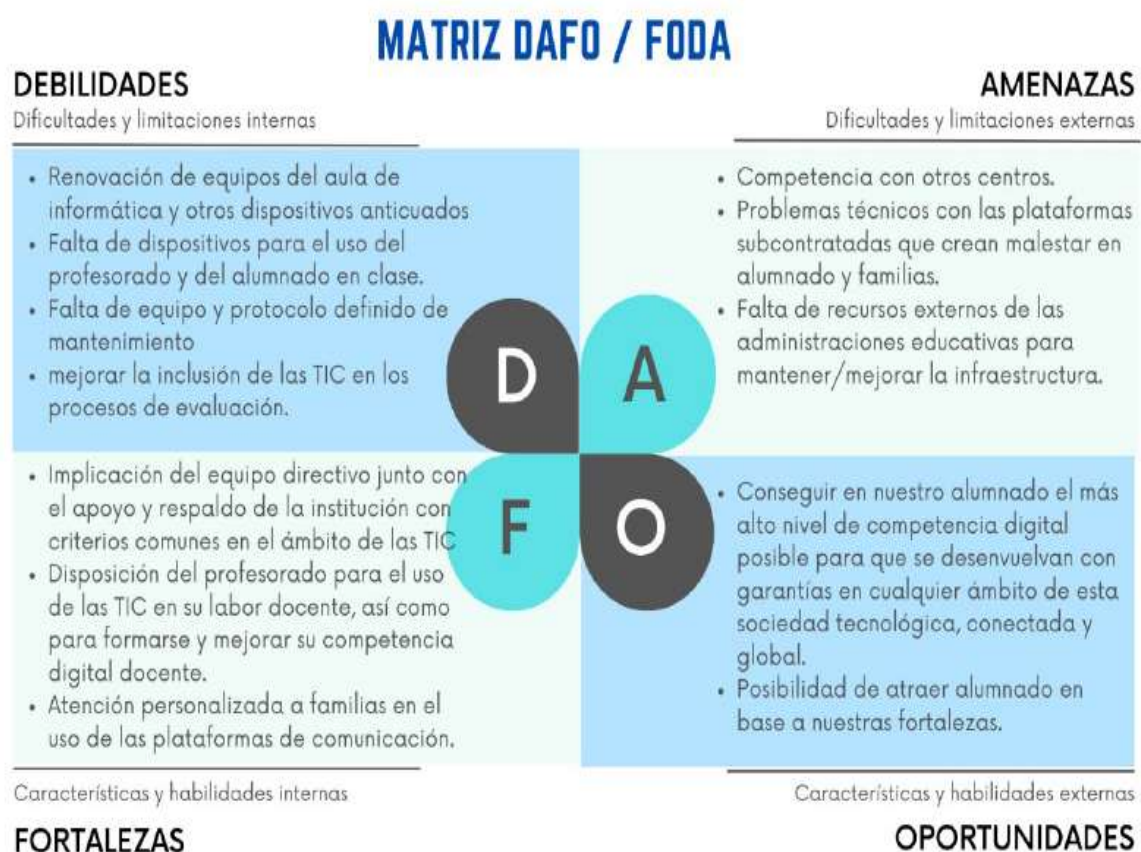 MATRIZ DAFO / FODA
DEBILIDADES
Dificultades y limitaciones internas
AMENAZAS
Dificultades y limitaciones externas
• Renovación de equipos del aula de
informática y otros dispositivos anticuados
• Falta de dispositivos para el uso del
profesorado y del alumnado en clase.
• Falta de equipo y protocolo definido de
mantenimiento
• mejorar la inclusión de las TIC en los
procesos de evaluación.
• Competencia con otros centros.
• Problemas técnicos con las plataformas
subcontratadas que crean malestar en
alumnado y familias.
• Falta de recursos externos de las
administraciones educativas para
mantener/mejorar la infraestructura.
D
A
F
O
• Implicación del equipo directivo junto con
el apoyo y respaldo de la institución con
criterios comunes en el ámbito de las TIC
• Disposición del profesorado para el uso
de las TIC en su labor docente, así como
para formarse y mejorar su competencia
digital docente.
• Atención personalizada a familias en el
uso de las plataformas de comunicación.
• Conseguir en nuestro alumnado el más
alto nivel de competencia digital
posible para que se desenvuelvan con
garantías en cualquier ámbito de esta
sociedad tecnológica, conectada y
global.
• Posibilidad de atraer alumnado en
base a nuestras fortalezas.
Características y habilidades internas
FORTALEZAS
Características y habilidades externas
OPORTUNIDADES